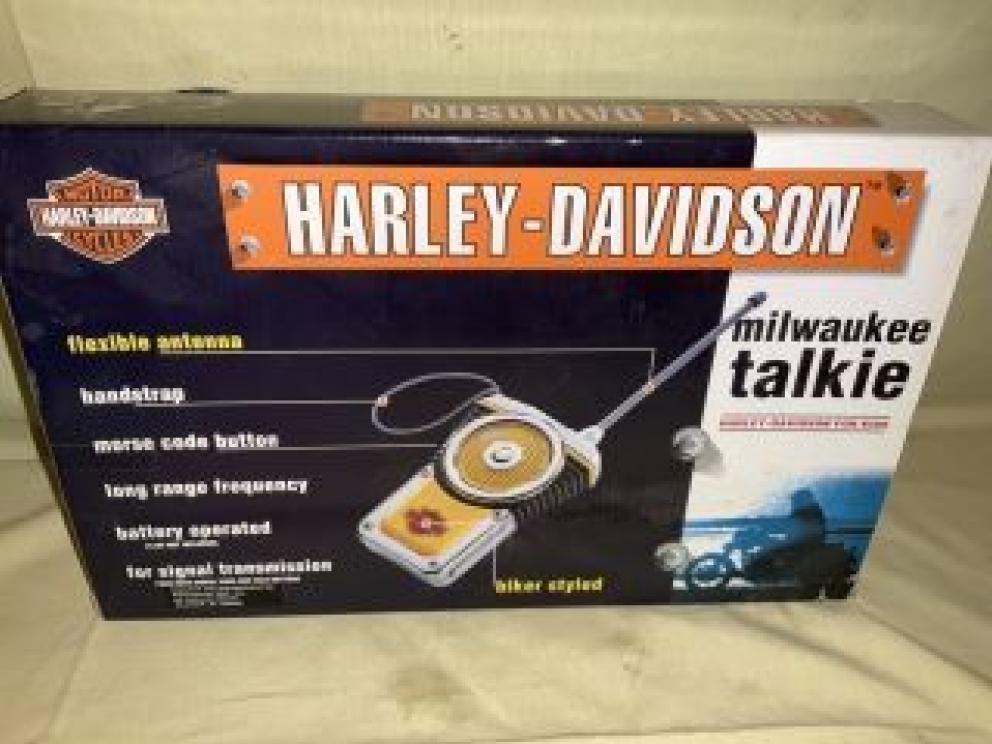 HARLEY-DAVIDSON
MOTOR
HARLEY-DAVIDSON
CYCLES
HARLEY-DAVIDSON
milwaukee
talkie
flexible antenna
handstrap
morse code button
long range frequency
battery operated
for signal transmission
biker styled